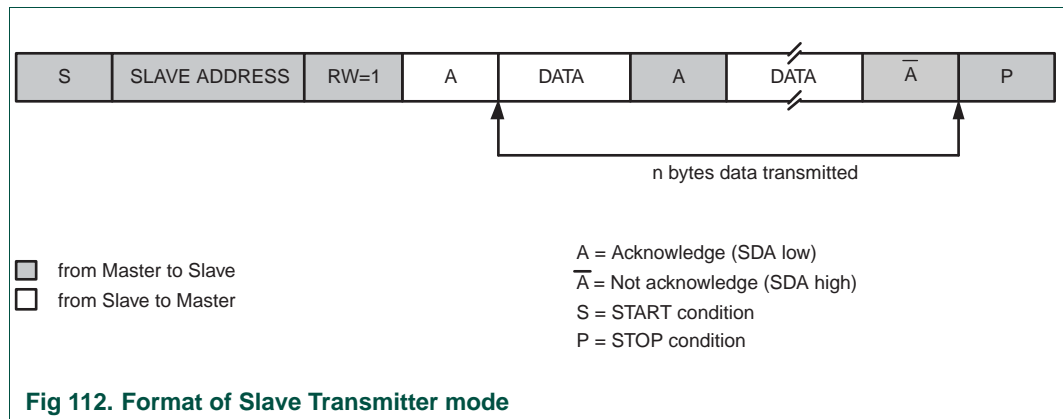 S SLAVE ADDRESS RW=1 A DATA A DATA A̅ P
n bytes data transmitted
from Master to Slave
from Slave to Master
A = Acknowledge (SDA low)
A̅ = Not acknowledge (SDA high)
S = START condition
P = STOP condition
Fig 112. Format of Slave Transmitter mode